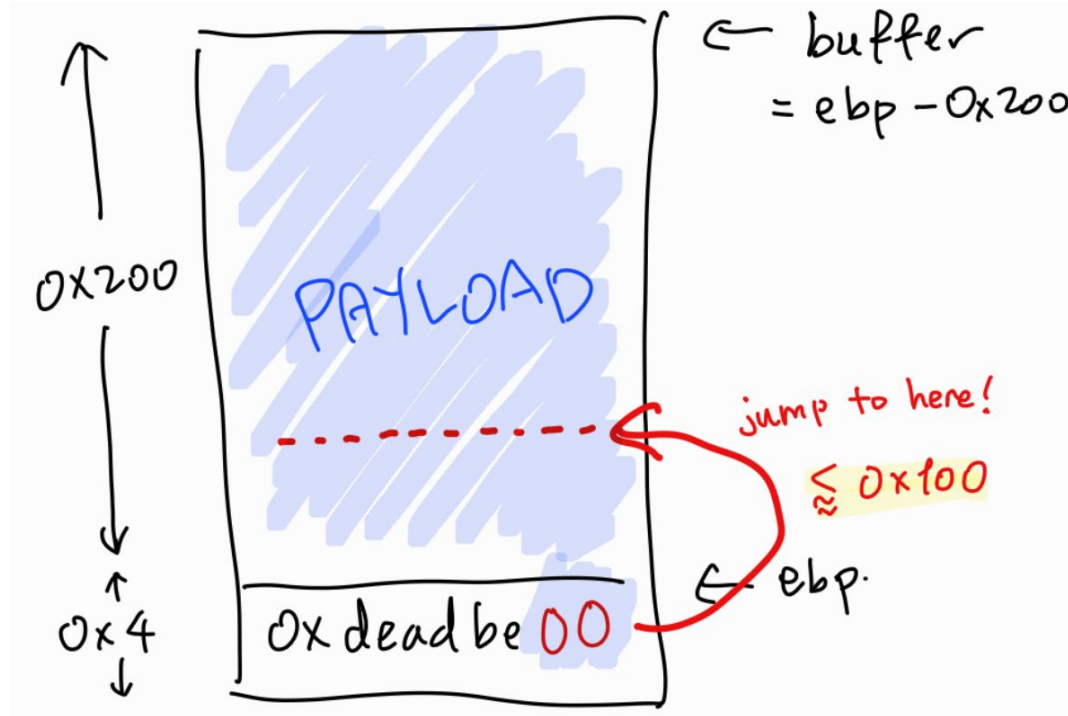 ← buffer
= ebp - 0x200
0x200
PAYLOAD
jump to here!
≲ 0x100
← ebp.
0x4
0xdeadbe00